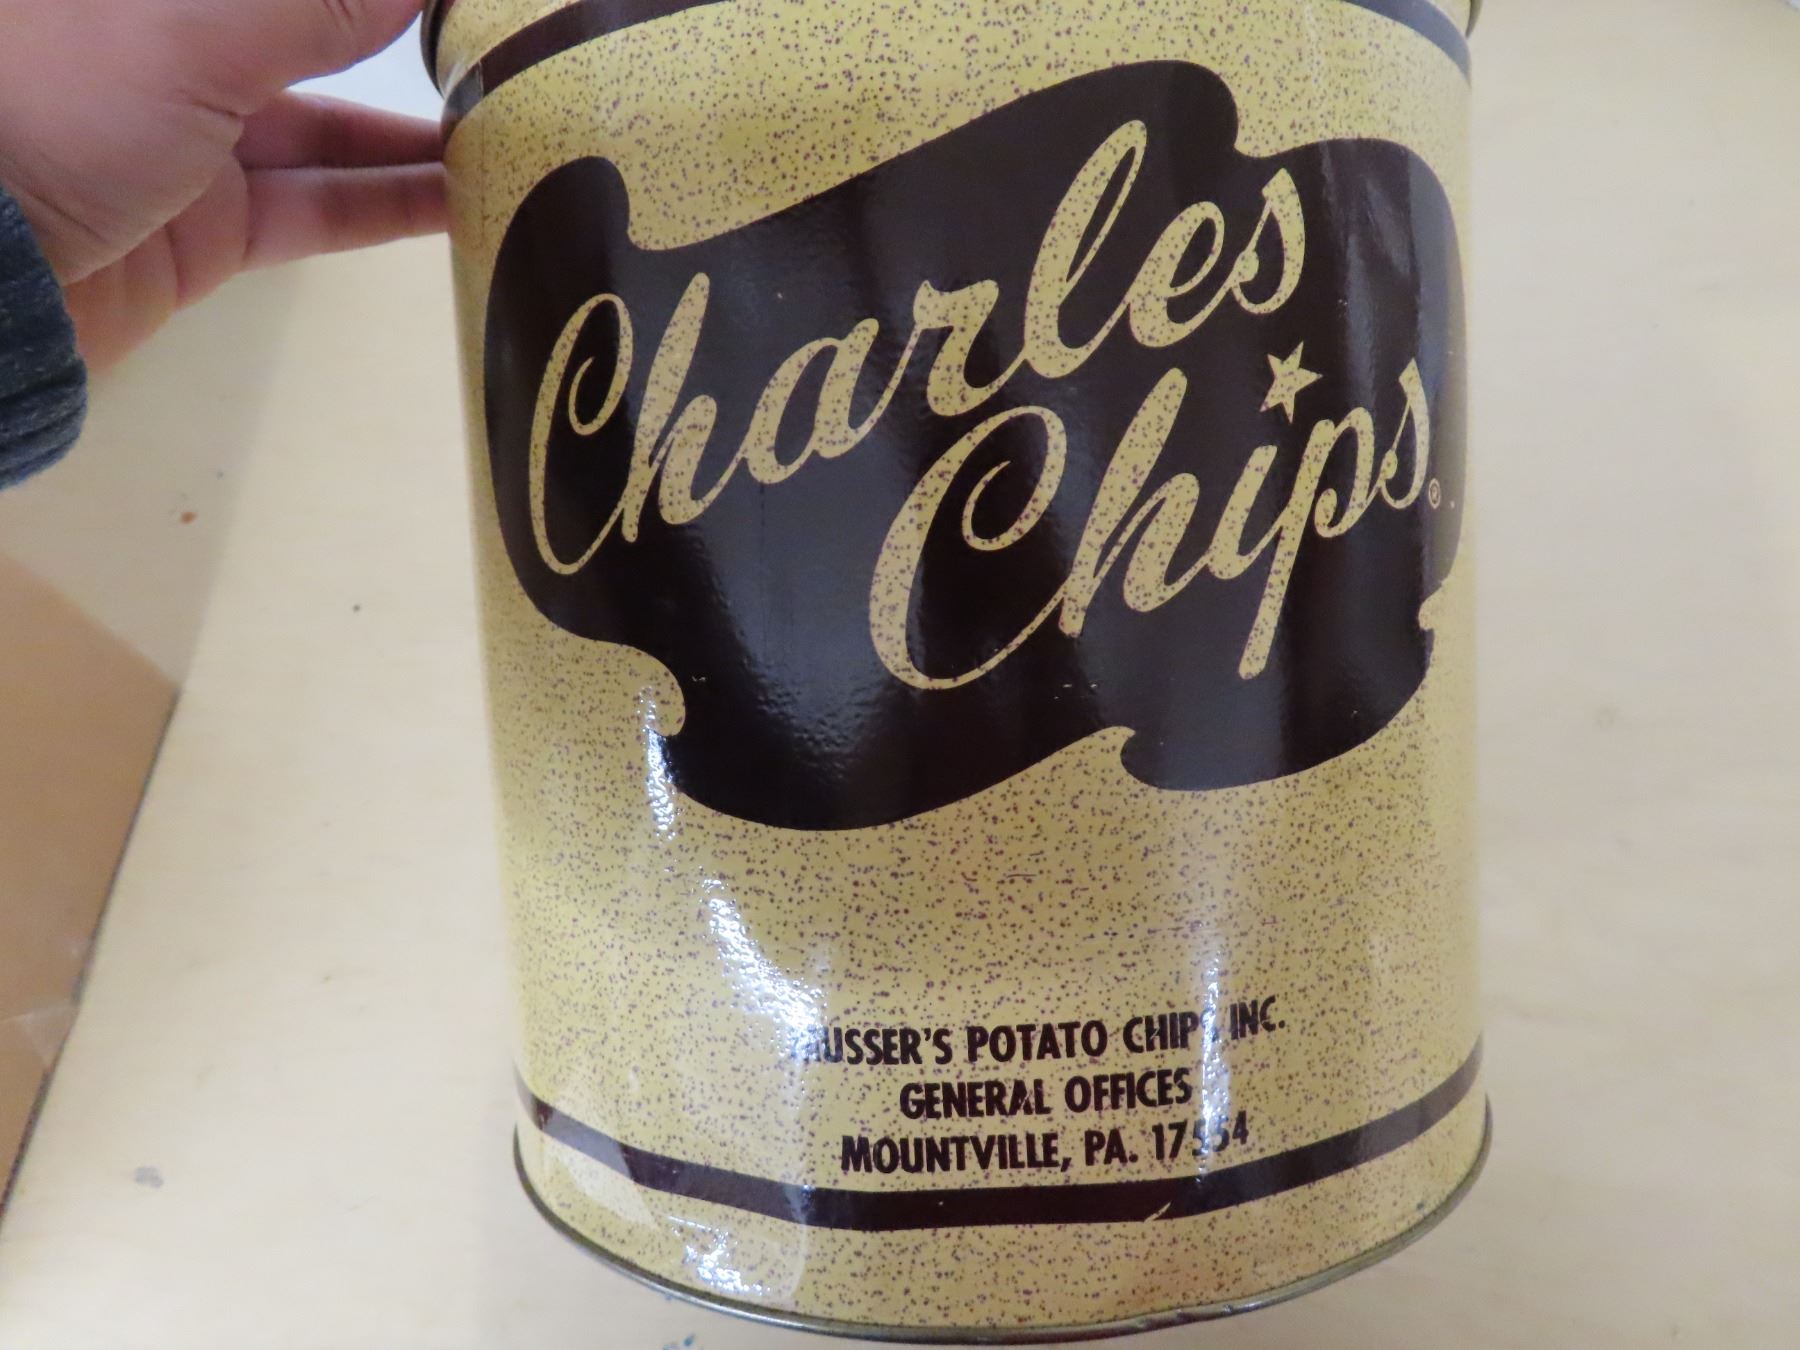 Charles
Chips®
MUSSER'S POTATO CHIPS INC.
GENERAL OFFICES
MOUNTVILLE, PA. 17554